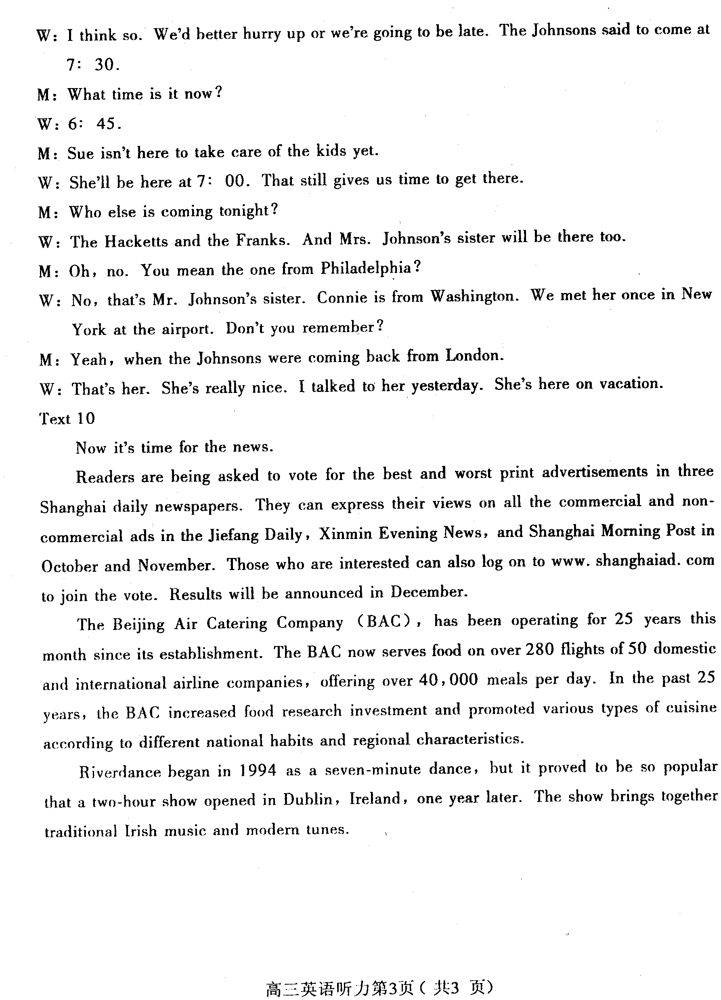 W: I think so. We'd better hurry up or we're going to be late. The Johnsons said to come at
7: 30.
M: What time is it now?
W: 6: 45.
M: Sue isn't here to take care of the kids yet.
W: She'll be here at 7: 00. That still gives us time to get there.
M: Who else is coming tonight?
W: The Hacketts and the Franks. And Mrs. Johnson's sister will be there too.
M: Oh, no. You mean the one from Philadelphia?
W: No, that's Mr. Johnson's sister. Connie is from Washington. We met her once in New
York at the airport. Don't you remember?
M: Yeah, when the Johnsons were coming back from London.
W: That's her. She's really nice. I talked to her yesterday. She's here on vacation.
Text 10
Now it's time for the news.
Readers are being asked to vote for the best and worst print advertisements in three
Shanghai daily newspapers. They can express their views on all the commercial and non-
commercial ads in the Jiefang Daily, Xinmin Evening News, and Shanghai Morning Post in
October and November. Those who are interested can also log on to www. shanghaiad. com
to join the vote. Results will be announced in December.
The Beijing Air Catering Company (BAC), has been operating for 25 years this
month since its establishment. The BAC now serves food on over 280 flights of 50 domestic
and international airline companies, offering over 40,000 meals per day. In the past 25
years, the BAC increased food research investment and promoted various types of cuisine
according to different national habits and regional characteristics.
Riverdance began in 1994 as a seven-minute dance, but it proved to be so popular
that a two-hour show opened in Dublin, Ireland, one year later. The show brings together
traditional Irish music and modern tunes.
高三英语听力第3页( 共3 页)